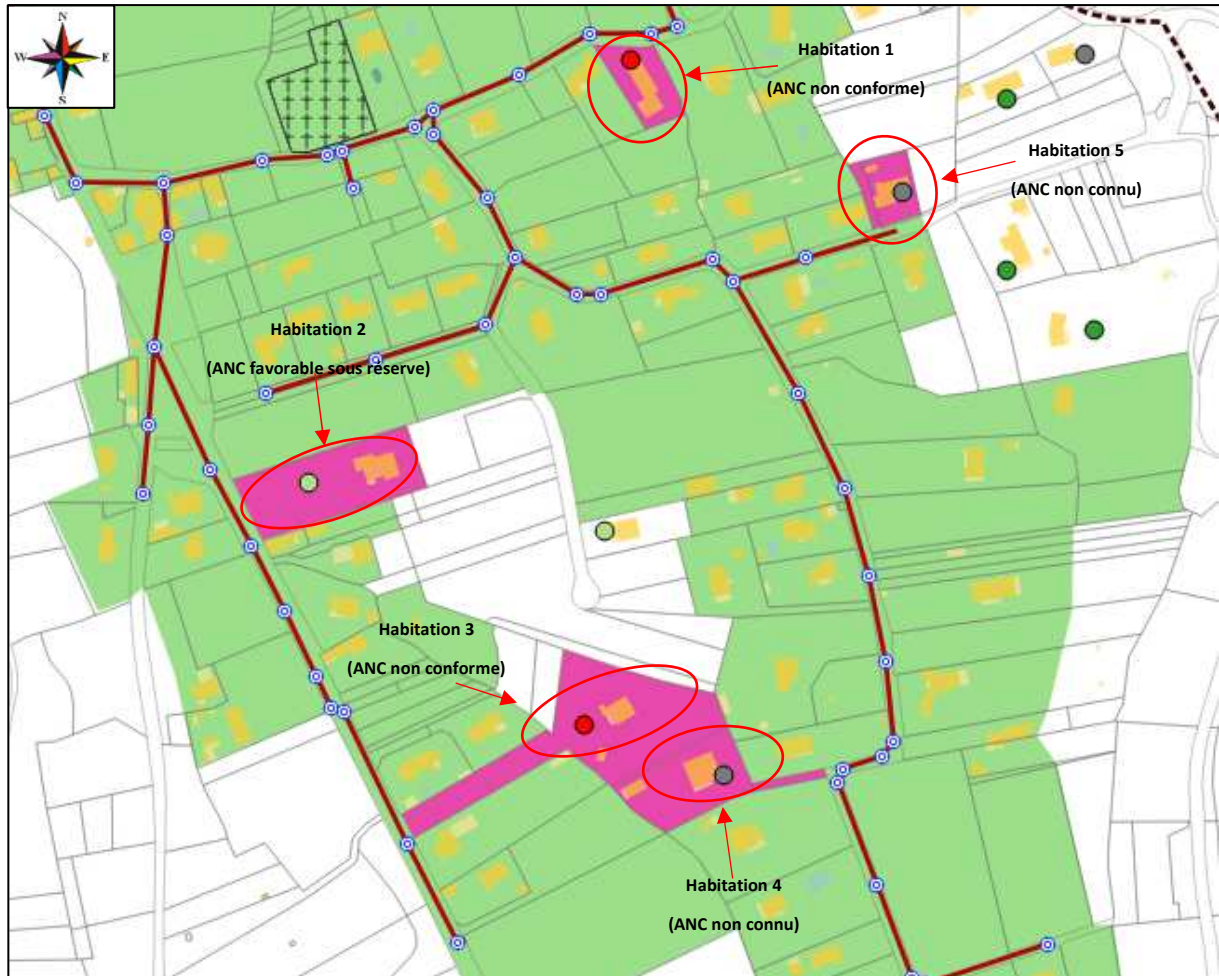 N
W E
S
Habitation 1
(ANC non conforme)
Habitation 5
(ANC non connu)
Habitation 2
(ANC favorable sous réserve)
Habitation 3
(ANC non conforme)
Habitation 4
(ANC non connu)